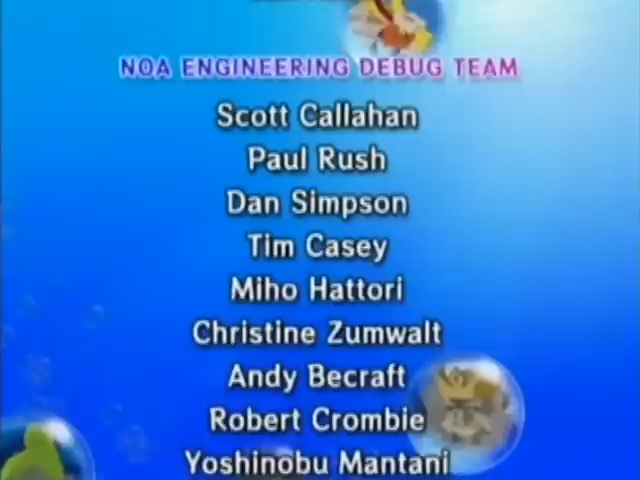 NOA ENGINEERING DEBUG TEAM
Scott Callahan
Paul Rush
Dan Simpson
Tim Casey
Miho Hattori
Christine Zumwalt
Andy Becraft
Robert Crombie
Yoshinobu Mantani